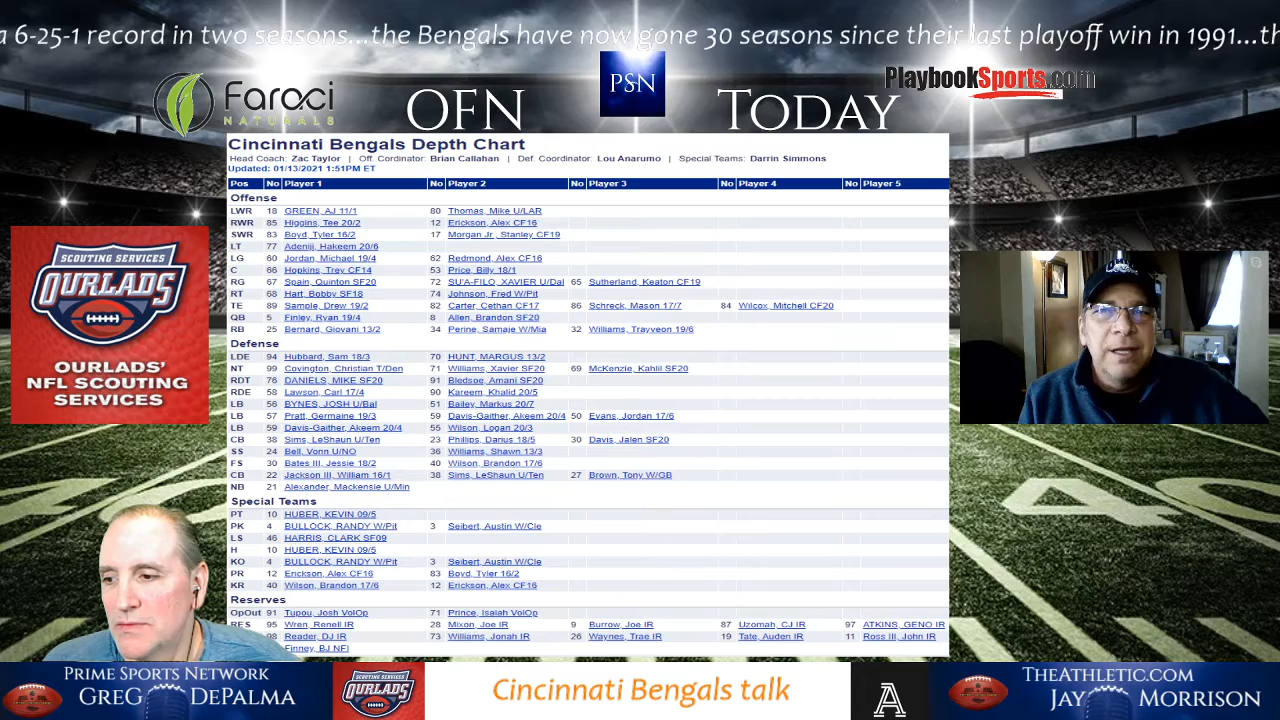 a 6-25-1 record in two seasons...the Bengals have now gone 30 seasons since their last playoff win in 1991...th
Faroci
NATURALS
OFN
PSN
TODAY
PlaybookSports.com
Cincinnati Bengals Depth Chart
Head Coach: Zac Taylor | Off. Cordinator: Brian Callahan | Def. Coordinator: Lou Anarumo | Special Teams: Darrin Simmons
Updated: 01/13/2021 1:51PM ET
Pos No Player 1 No Player 2 No Player 3 No Player 4 No Player 5
Offense
LWR 18 GREEN, AJ 11/1 80 Thomas, Mike U/LAR
RWR 85 Higgins, Tee 20/2 12 Erickson, Alex CF16
SWR 83 Boyd, Tyler 16/2 17 Morgan Jr., Stanley CF19
LT 77 Adeniji, Hakeem 20/6
LG 60 Jordan, Michael 19/4 62 Redmond, Alex CF16
C 66 Hopkins, Trey CF14 53 Price, Billy 18/1
RG 67 Spain, Quinton SF20 72 SU'A-FILO, XAVIER U/Dal 65 Sutherland, Keaton CF19
RT 68 Hart, Bobby SF18 74 Johnson, Fred W/Pit
TE 89 Sample, Drew 19/2 82 Carter, Cethan CF17 86 Schreck, Mason 17/7 84 Wilcox, Mitchell CF20
QB 5 Finley, Ryan 19/4 8 Allen, Brandon SF20
RB 25 Bernard, Giovani 13/2 34 Perine, Samaje W/Mia 32 Williams, Trayveon 19/6
Defense
LDE 94 Hubbard, Sam 18/3 70 HUNT, MARGUS 13/2
NT 99 Covington, Christian T/Den 71 Williams, Xavier SF20 69 McKenzie, Kahlil SF20
RDT 76 DANIELS, MIKE SF20 91 Bledsoe, Amani SF20
RDE 58 Lawson, Carl 17/4 90 Kareem, Khalid 20/5
LB 56 BYNES, JOSH U/Bal 51 Bailey, Markus 20/7
LB 57 Pratt, Germaine 19/3 59 Davis-Gaither, Akeem 20/4 50 Evans, Jordan 17/6
LB 59 Davis-Gaither, Akeem 20/4 55 Wilson, Logan 20/3
CB 38 Sims, LeShaun U/Ten 23 Phillips, Darius 18/5 30 Davis, Jalen SF20
SS 24 Bell, Vonn U/NO 36 Williams, Shawn 13/3
FS 30 Bates III, Jessie 18/2 40 Wilson, Brandon 17/6
CB 22 Jackson III, William 16/1 38 Sims, LeShaun U/Ten 27 Brown, Tony W/GB
NB 21 Alexander, Mackensie U/Min
Special Teams
PT 10 HUBER, KEVIN 09/5
PK 4 BULLOCK, RANDY W/Pit 3 Seibert, Austin W/Cle
LS 46 HARRIS, CLARK SF09
H 10 HUBER, KEVIN 09/5
KO 4 BULLOCK, RANDY W/Pit 3 Seibert, Austin W/Cle
PR 12 Erickson, Alex CF16 83 Boyd, Tyler 16/2
KR 40 Wilson, Brandon 17/6 12 Erickson, Alex CF16
Reserves
OpOut 91 Tupou, Josh VolOp 71 Prince, Isaiah VolOp
RES 95 Wren, Renell IR 28 Mixon, Joe IR 9 Burrow, Joe IR 87 Uzomah, CJ IR 97 ATKINS, GENO IR
98 Reader, DJ IR 73 Williams, Jonah IR 26 Waynes, Trae IR 19 Tate, Auden IR 11 Ross III, John IR
Finney, BJ NFI
SCOUTING SERVICES
OURLADS
OURLADS'
NFL SCOUTING
SERVICES
PRIME SPORTS NETWORK
GREG DEPALMA
SCOUTING SERVICES
OURLADS
Cincinnati Bengals talk
A
THEATHLETIC.COM
JAY MORRISON